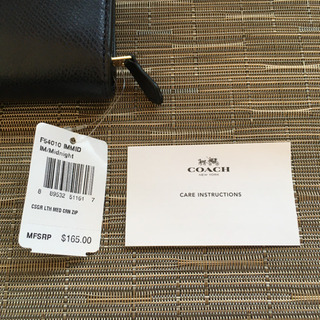 F54010 IMMID
IM/Midnight
8 89532 51161 7
CSGR LTH MED CRN ZIP
MFSRP $165.00
COACH
NEW YORK
CARE INSTRUCTIONS